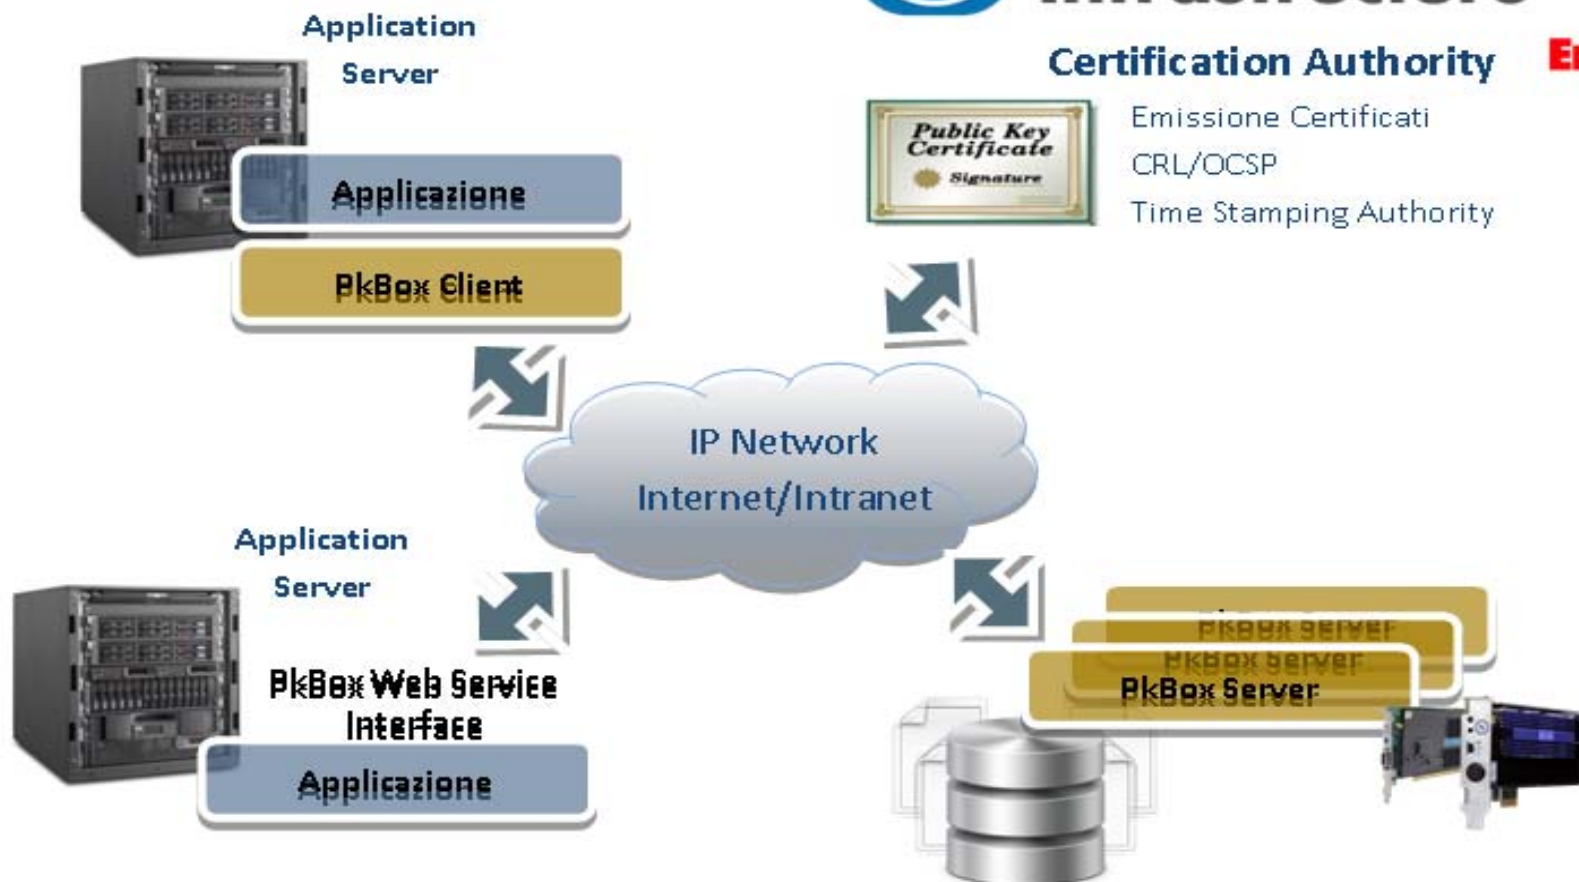 Application
Server
Applicazione
PkBox Client
Certification Authority
Public Key
Certificate
Signature
Emissione Certificati
CRL/OCSP
Time Stamping Authority
IP Network
Internet/Intranet
Application
Server
PkBox Web Service
Interface
Applicazione
PkBox Server
PkBox Server
PkBox Server